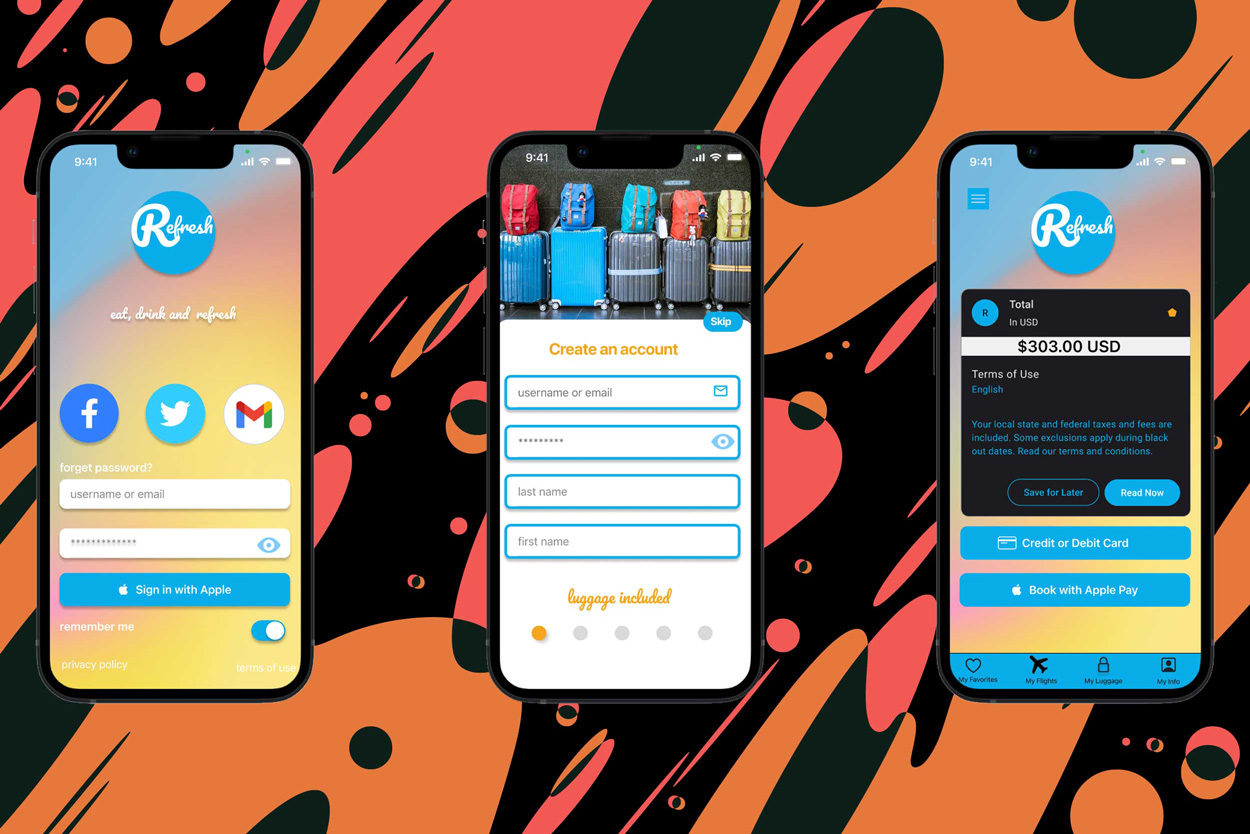 9:41
Refresh
eat, drink and refresh
forget password?
username or email
*************
Sign in with Apple
remember me
privacy policy
terms of use
9:41
Skip
Create an account
username or email
*********
last name
first name
luggage included
9:41
Refresh
R
Total
In USD
$303.00 USD
Terms of Use
English
Your local state and federal taxes and fees are
included. Some exclusions apply during black
out dates. Read our terms and conditions.
Save for Later
Read Now
Credit or Debit Card
Book with Apple Pay
My Favorites
My Flights
My Luggage
My Info